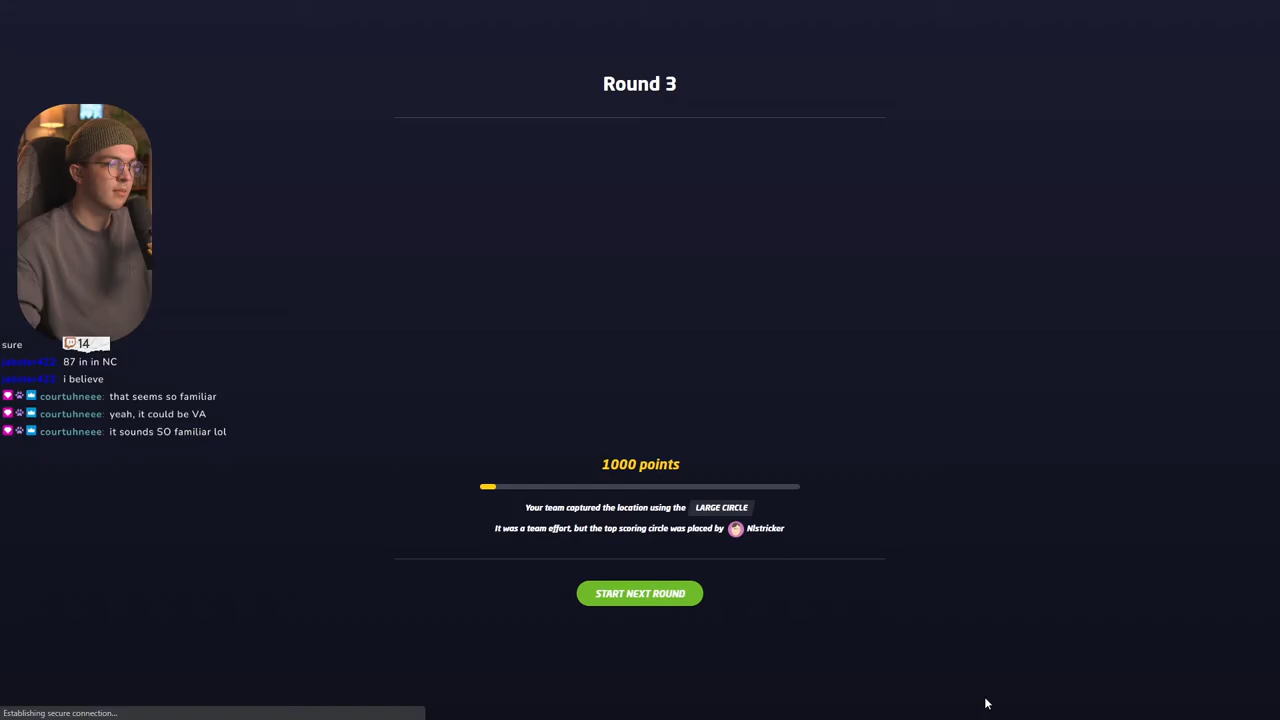 Round 3
sure
14
87 in in NC
i believe
courtuhneee: that seems so familiar
courtuhneee: yeah, it could be VA
courtuhneee: it sounds SO familiar lol
1000 points
Your team captured the location using the LARGE CIRCLE
It was a team effort, but the top scoring circle was placed by Nlstricker
START NEXT ROUND
Establishing secure connection...